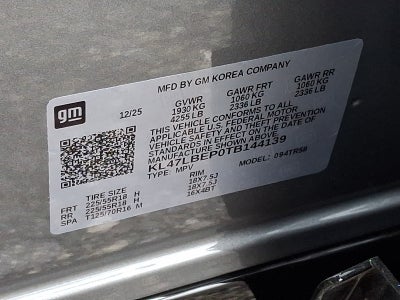 gm
MFD BY GM KOREA COMPANY
12/25
GVWR GAWR FRT GAWR RR
1930 KG 1060 KG 1060 KG
4255 LB 2336 LB 2336 LB
THIS VEHICLE CONFORMS TO ALL
APPLICABLE U.S. FEDERAL MOTOR
VEHICLE SAFETY AND THEFT PREVENTION
STANDARDS IN EFFECT ON THE DATE OF
MANUFACTURE SHOWN ABOVE.
KL47LBEP0TB144139
TYPE: MPV MODEL: 094TR58
TIRE SIZE RIM
FRT 225/55R18 H 18X7.5J
RR 225/55R18 H 18X7.5J
SPA T125/70R16 M 16X4BT